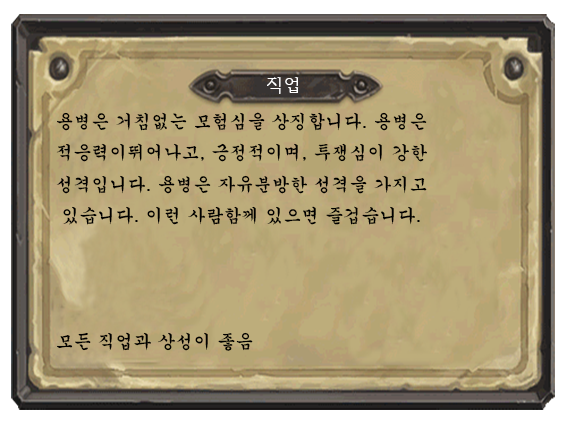 직업
용병은 거침없는 모험심을 상징합니다. 용병은
적응력이뛰어나고, 긍정적이며, 투쟁심이 강한
성격입니다. 용병은 자유분방한 성격을 가지고
있습니다. 이런 사람함께 있으면 즐겁습니다.
모든 직업과 상성이 좋음